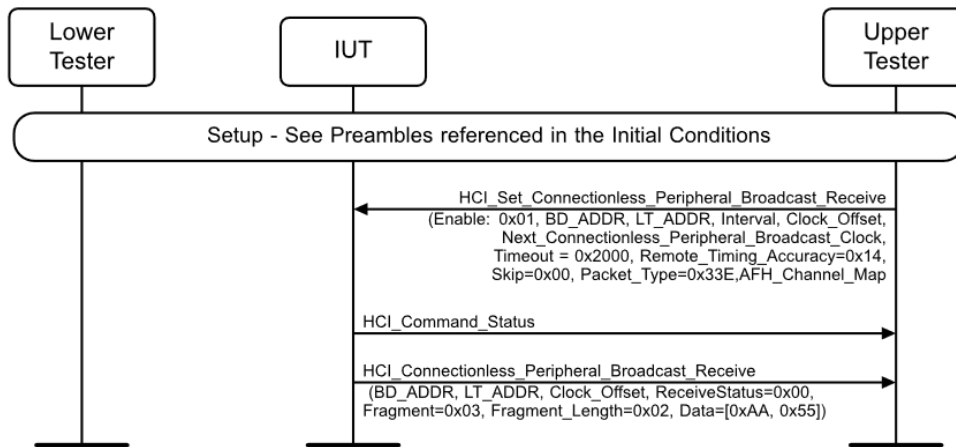 Lower
Tester
IUT
Upper
Tester
Setup - See Preambles referenced in the Initial Conditions
HCI_Set_Connectionless_Peripheral_Broadcast_Receive
(Enable: 0x01, BD_ADDR, LT_ADDR, Interval, Clock_Offset,
Next_Connectionless_Peripheral_Broadcast_Clock,
Timeout = 0x2000, Remote_Timing_Accuracy=0x14,
Skip=0x00, Packet_Type=0x33E,AFH_Channel_Map
HCI_Command_Status
HCI_Connectionless_Peripheral_Broadcast_Receive
(BD_ADDR, LT_ADDR, Clock_Offset, ReceiveStatus=0x00,
Fragment=0x03, Fragment_Length=0x02, Data=[0xAA, 0x55])